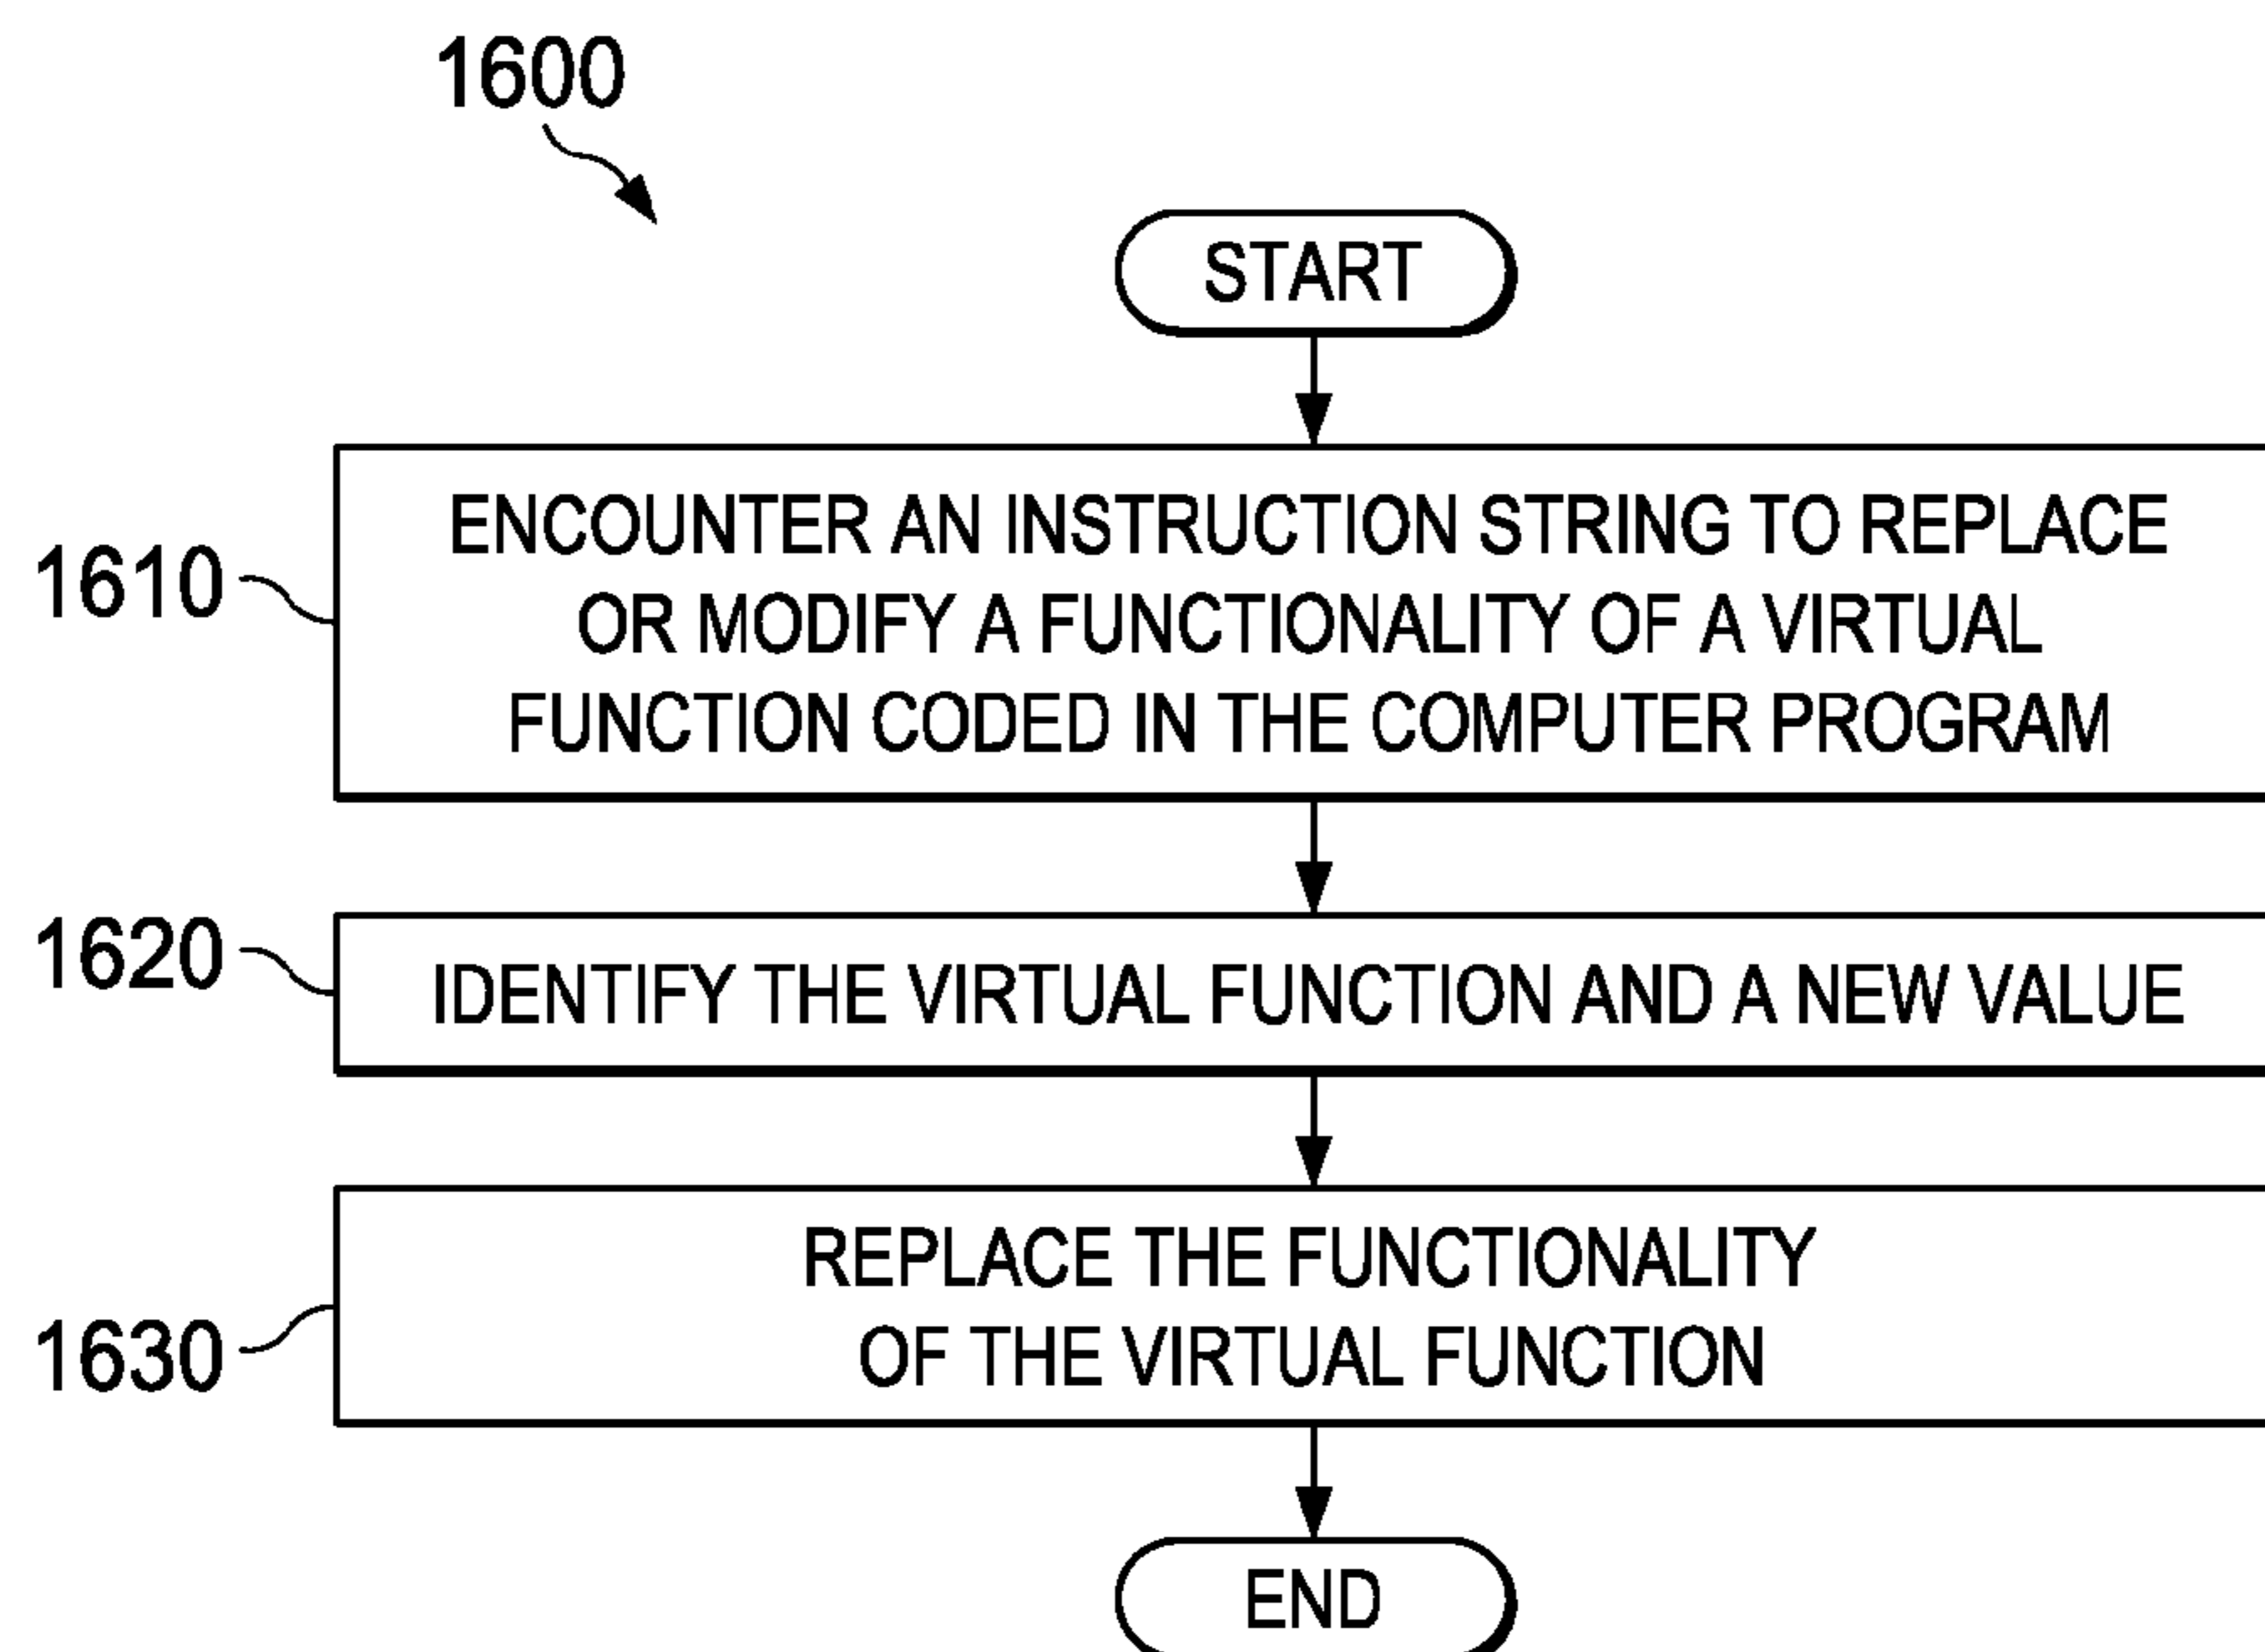 1600
START
1610
ENCOUNTER AN INSTRUCTION STRING TO REPLACE
OR MODIFY A FUNCTIONALITY OF A VIRTUAL
FUNCTION CODED IN THE COMPUTER PROGRAM
1620
IDENTIFY THE VIRTUAL FUNCTION AND A NEW VALUE
1630
REPLACE THE FUNCTIONALITY
OF THE VIRTUAL FUNCTION
END